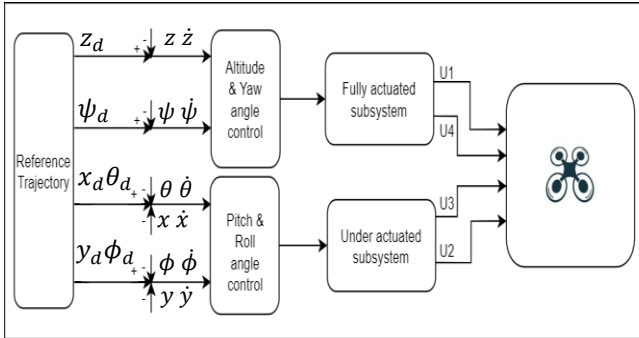 Reference
Trajectory
z_d
+ -
z ż
ψ_d
+ -
ψ ψ̇
x_d θ_d
+ -
θ θ̇
-
x ẋ
y_d ϕ_d
+ -
ϕ ϕ̇
-
y ẏ
Altitude
& Yaw
angle
control
Pitch &
Roll
angle
control
Fully actuated
subsystem
Under actuated
subsystem
U1
U4
U3
U2